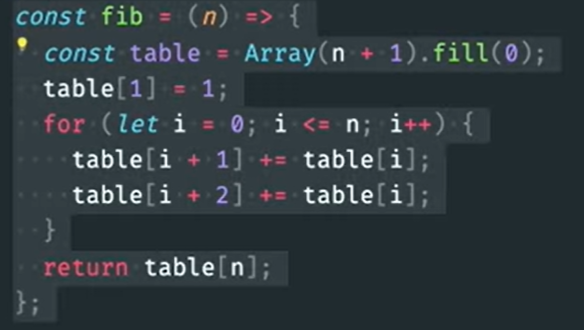 const fib = (n) => {
  const table = Array(n + 1).fill(0);
  table[1] = 1;
  for (let i = 0; i <= n; i++) {
    table[i + 1] += table[i];
    table[i + 2] += table[i];
  }
  return table[n];
};